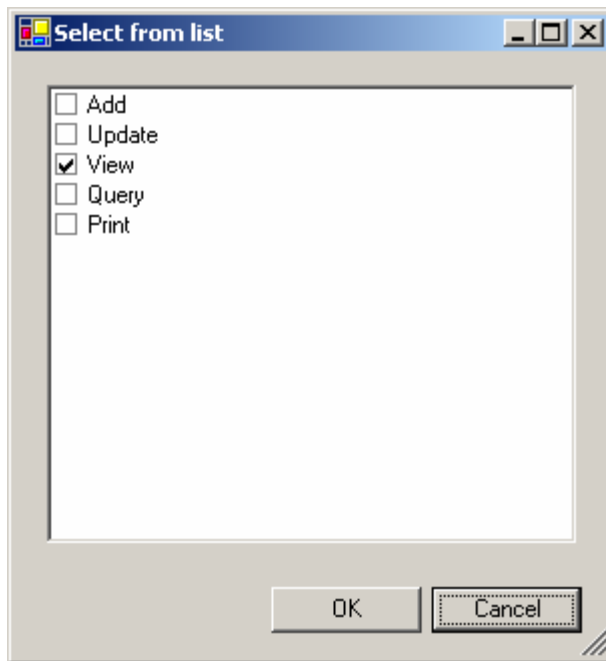 Select from list
Add
Update
View
Query
Print
OK
Cancel